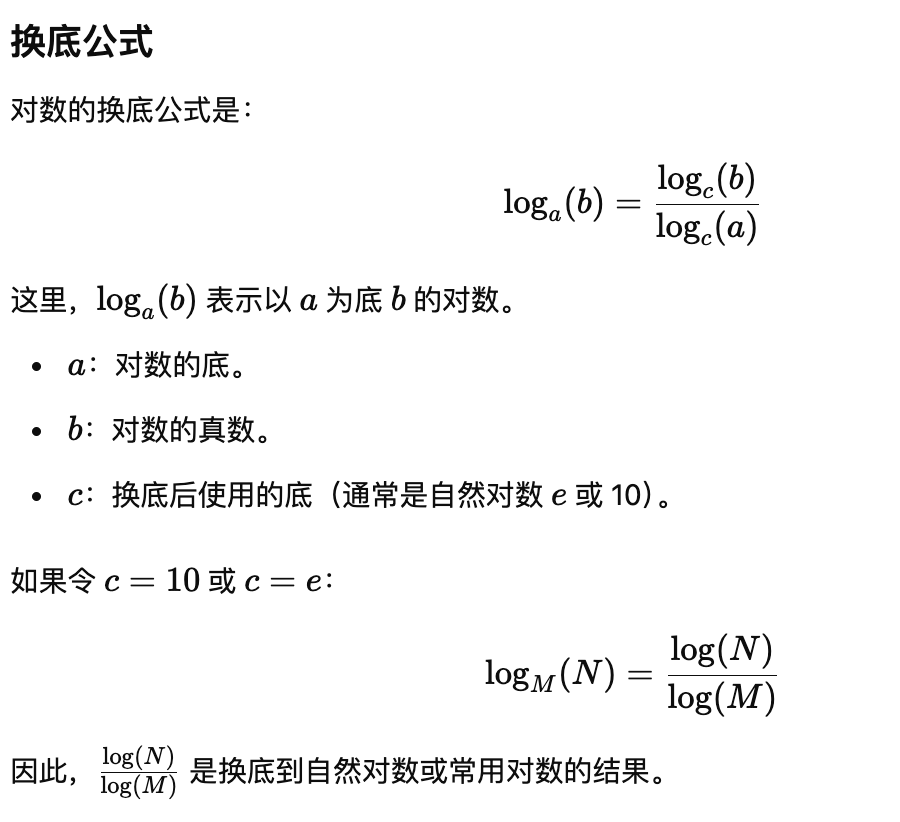 换底公式
对数的换底公式是：
log_a(b) = \frac{log_c(b)}{log_c(a)}
这里，log_a(b) 表示以 a 为底 b 的对数。
• a：对数的底。
• b：对数的真数。
• c：换底后使用的底（通常是自然对数 e 或 10）。
如果令 c = 10 或 c = e：
log_M(N) = \frac{log(N)}{log(M)}
因此，\frac{log(N)}{log(M)} 是换底到自然对数或常用对数的结果。